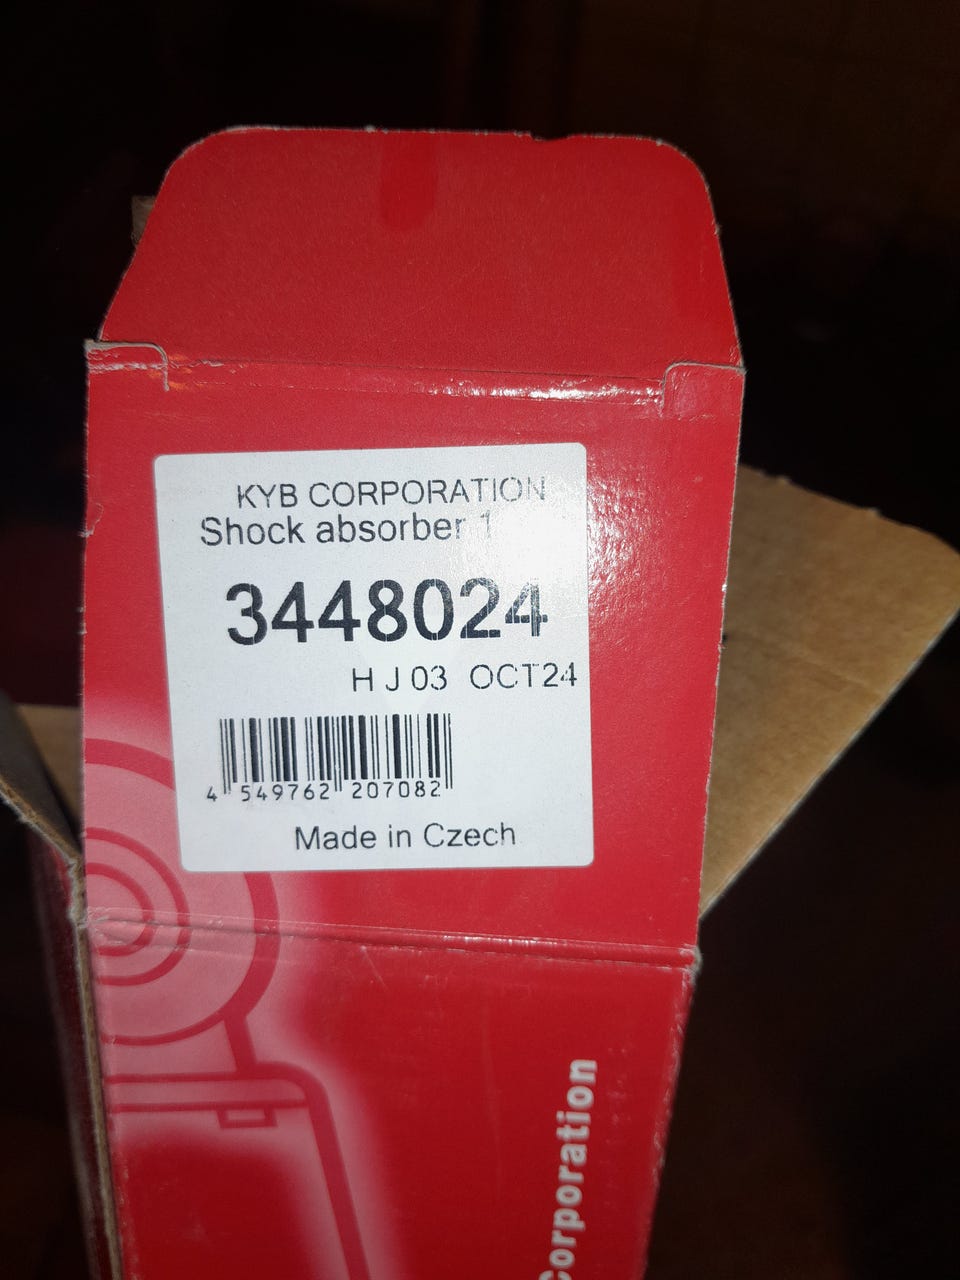 KYB CORPORATION
Shock absorber 1
3448024
H J 03 OCT24
4 549762 207082
Made in Czech
Corporation